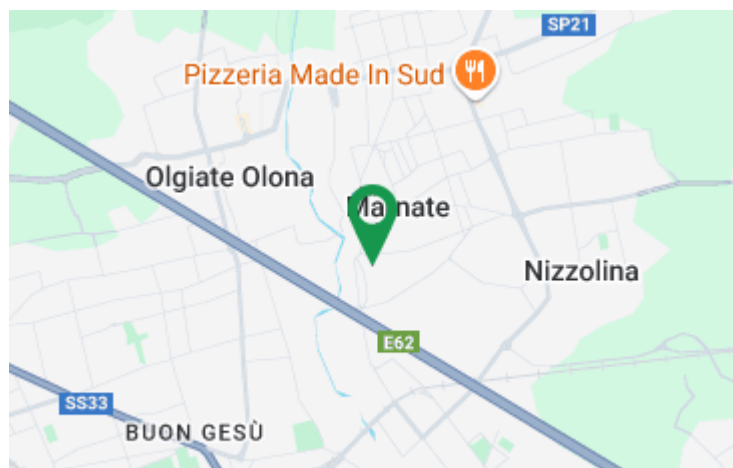 SP21
Pizzeria Made In Sud
Olgiate Olona
Nizzolina
E62
SS33
BUON GESÙ